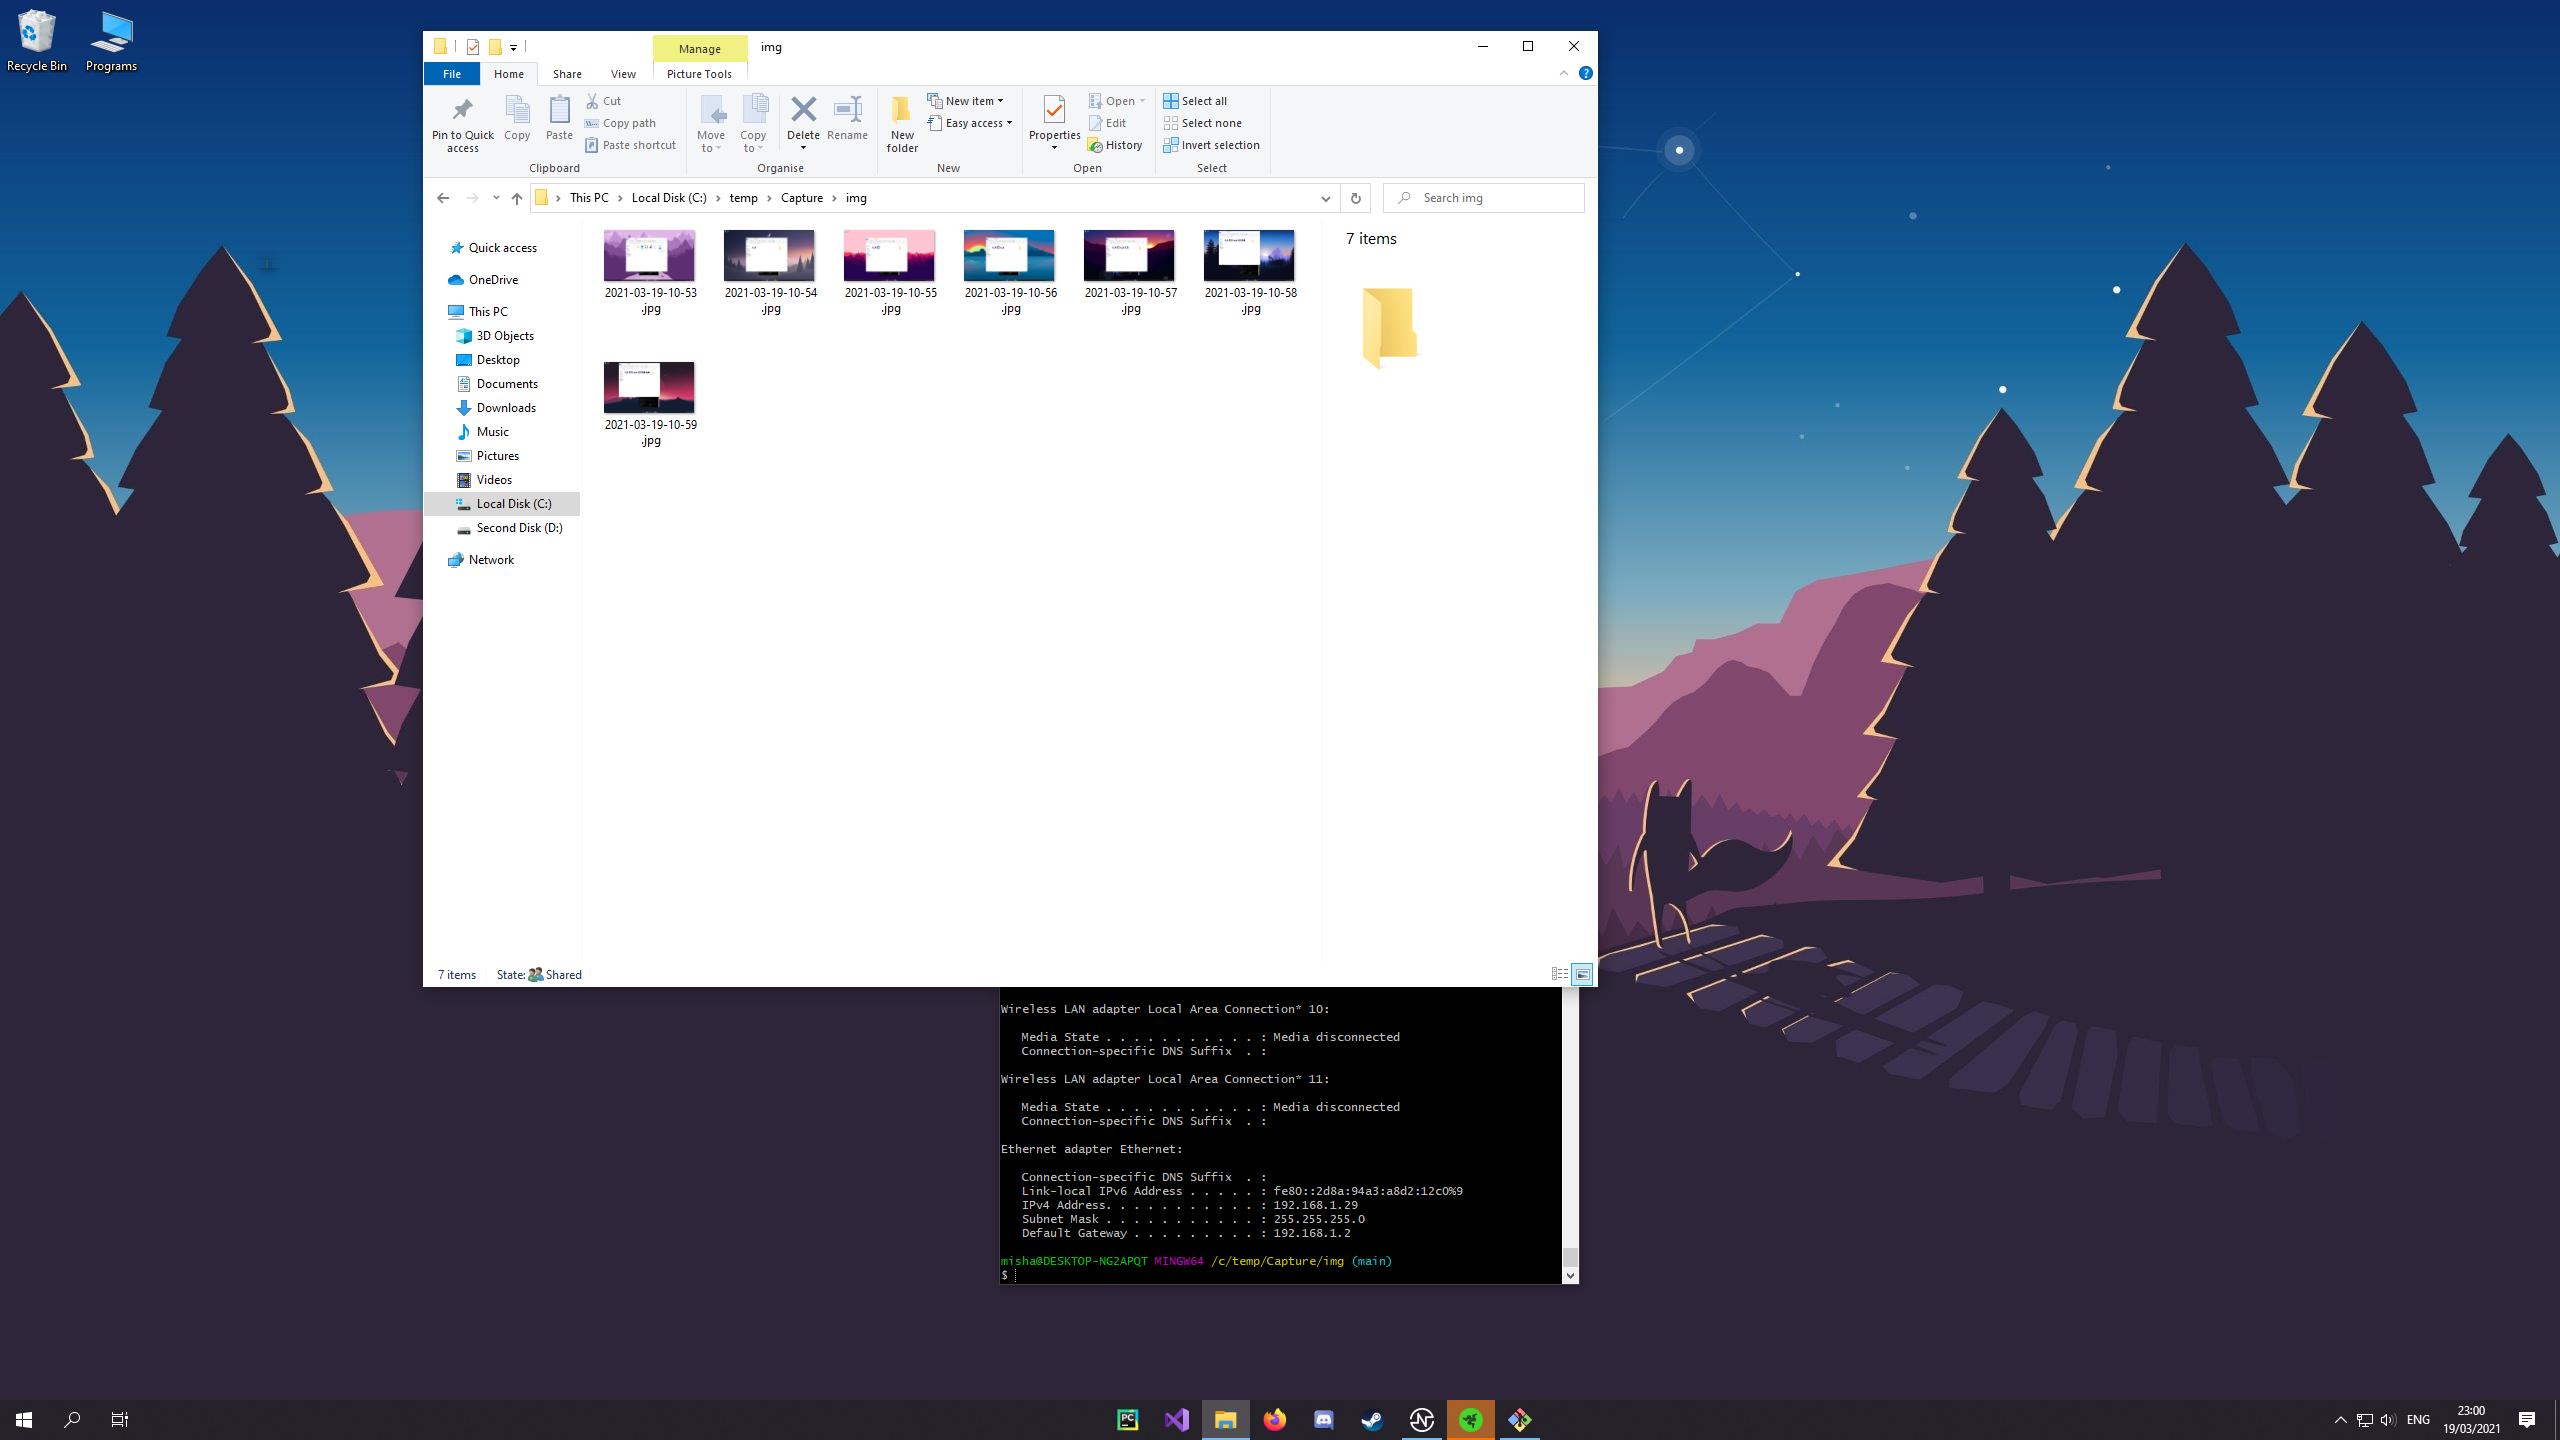 Recycle Bin
Programs
Manage
img
File
Home
Share
View
Picture Tools
Pin to Quick
access
Copy
Paste
Cut
Copy path
Paste shortcut
Clipboard
Move
to
Copy
to
Delete
Rename
Organise
New
folder
New item
Easy access
New
Properties
Open
Edit
History
Open
Select all
Select none
Invert selection
Select
This PC > Local Disk (C:) > temp > Capture > img
Search img
Quick access
OneDrive
This PC
3D Objects
Desktop
Documents
Downloads
Music
Pictures
Videos
Local Disk (C:)
Second Disk (D:)
Network
2021-03-19-10-53
.jpg
2021-03-19-10-54
.jpg
2021-03-19-10-55
.jpg
2021-03-19-10-56
.jpg
2021-03-19-10-57
.jpg
2021-03-19-10-58
.jpg
2021-03-19-10-59
.jpg
7 items
7 items
State: Shared
Wireless LAN adapter Local Area Connection* 10:
Media State . . . . . . . . . . . : Media disconnected
Connection-specific DNS Suffix  . :
Wireless LAN adapter Local Area Connection* 11:
Media State . . . . . . . . . . . : Media disconnected
Connection-specific DNS Suffix  . :
Ethernet adapter Ethernet:
Connection-specific DNS Suffix  . :
Link-local IPv6 Address . . . . . : fe80::2d8a:94a3:a8d2:12c0%9
IPv4 Address. . . . . . . . . . . : 192.168.1.29
Subnet Mask . . . . . . . . . . . : 255.255.255.0
Default Gateway . . . . . . . . . : 192.168.1.2
misha@DESKTOP-NG2APQT MINGW64 /c/temp/Capture/img (main)
$
PC
ENG
23:00
19/03/2021